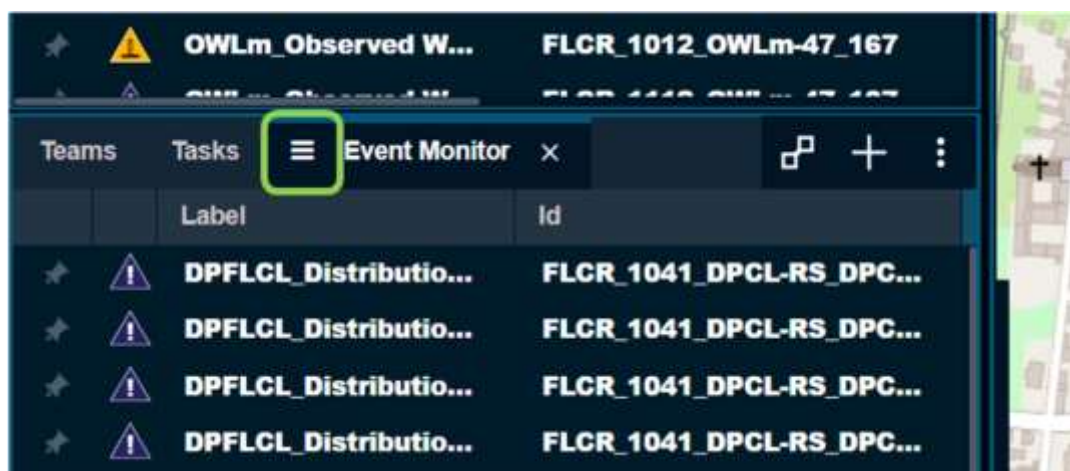 OWLm_Observed W... FLCR_1012_OWLm-47_167
Teams Tasks Event Monitor
Label Id
DPFLCL_Distributio... FLCR_1041_DPCL-RS_DPC...
DPFLCL_Distributio... FLCR_1041_DPCL-RS_DPC...
DPFLCL_Distributio... FLCR_1041_DPCL-RS_DPC...
DPFLCL_Distributio... FLCR_1041_DPCL-RS_DPC...